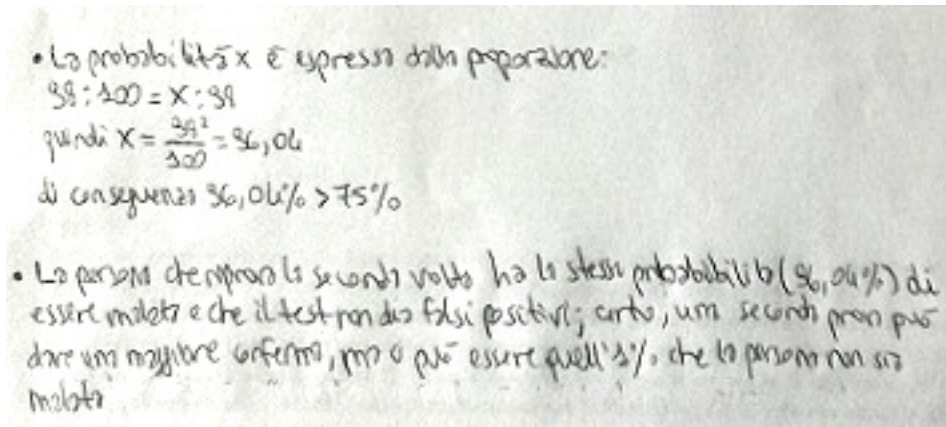 • La probabilità x è espressa dalla proporzione:
98:100 = x:98
quindi x = 98²/100 = 96,04
di conseguenza 96,04% > 75%
• La persona che riprova la seconda volta ha la stessa (96,04%) di
essere malata e che il test non dia falsi positivi; certo, una seconda prova può
dare una maggiore conferma, ma può essere quell' % che la persona non sia
malata